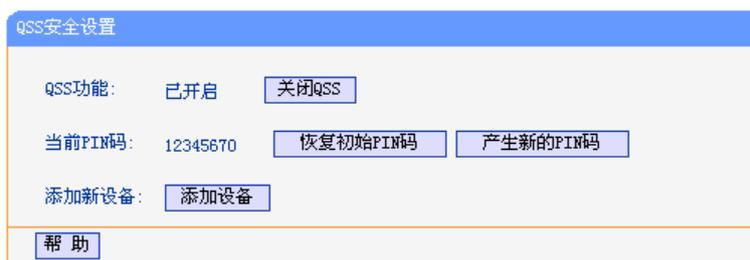 QSS安全设置
QSS功能: 已开启 关闭QSS
当前PIN码: 12345670 恢复初始PIN码 产生新的PIN码
添加新设备: 添加设备
帮 助